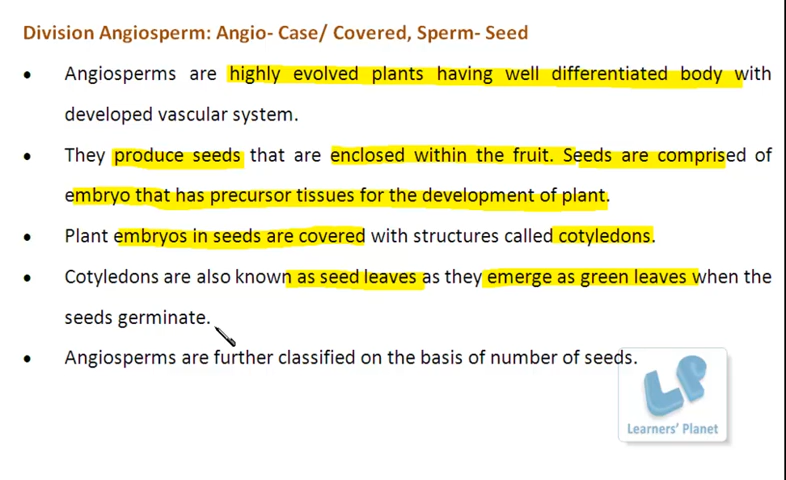 Division Angiosperm: Angio- Case/ Covered, Sperm- Seed
• Angiosperms are highly evolved plants having well differentiated body with
developed vascular system.
• They produce seeds that are enclosed within the fruit. Seeds are comprised of
embryo that has precursor tissues for the development of plant.
• Plant embryos in seeds are covered with structures called cotyledons.
• Cotyledons are also known as seed leaves as they emerge as green leaves when the
seeds germinate.
• Angiosperms are further classified on the basis of number of seeds.
LP
Learners' Planet